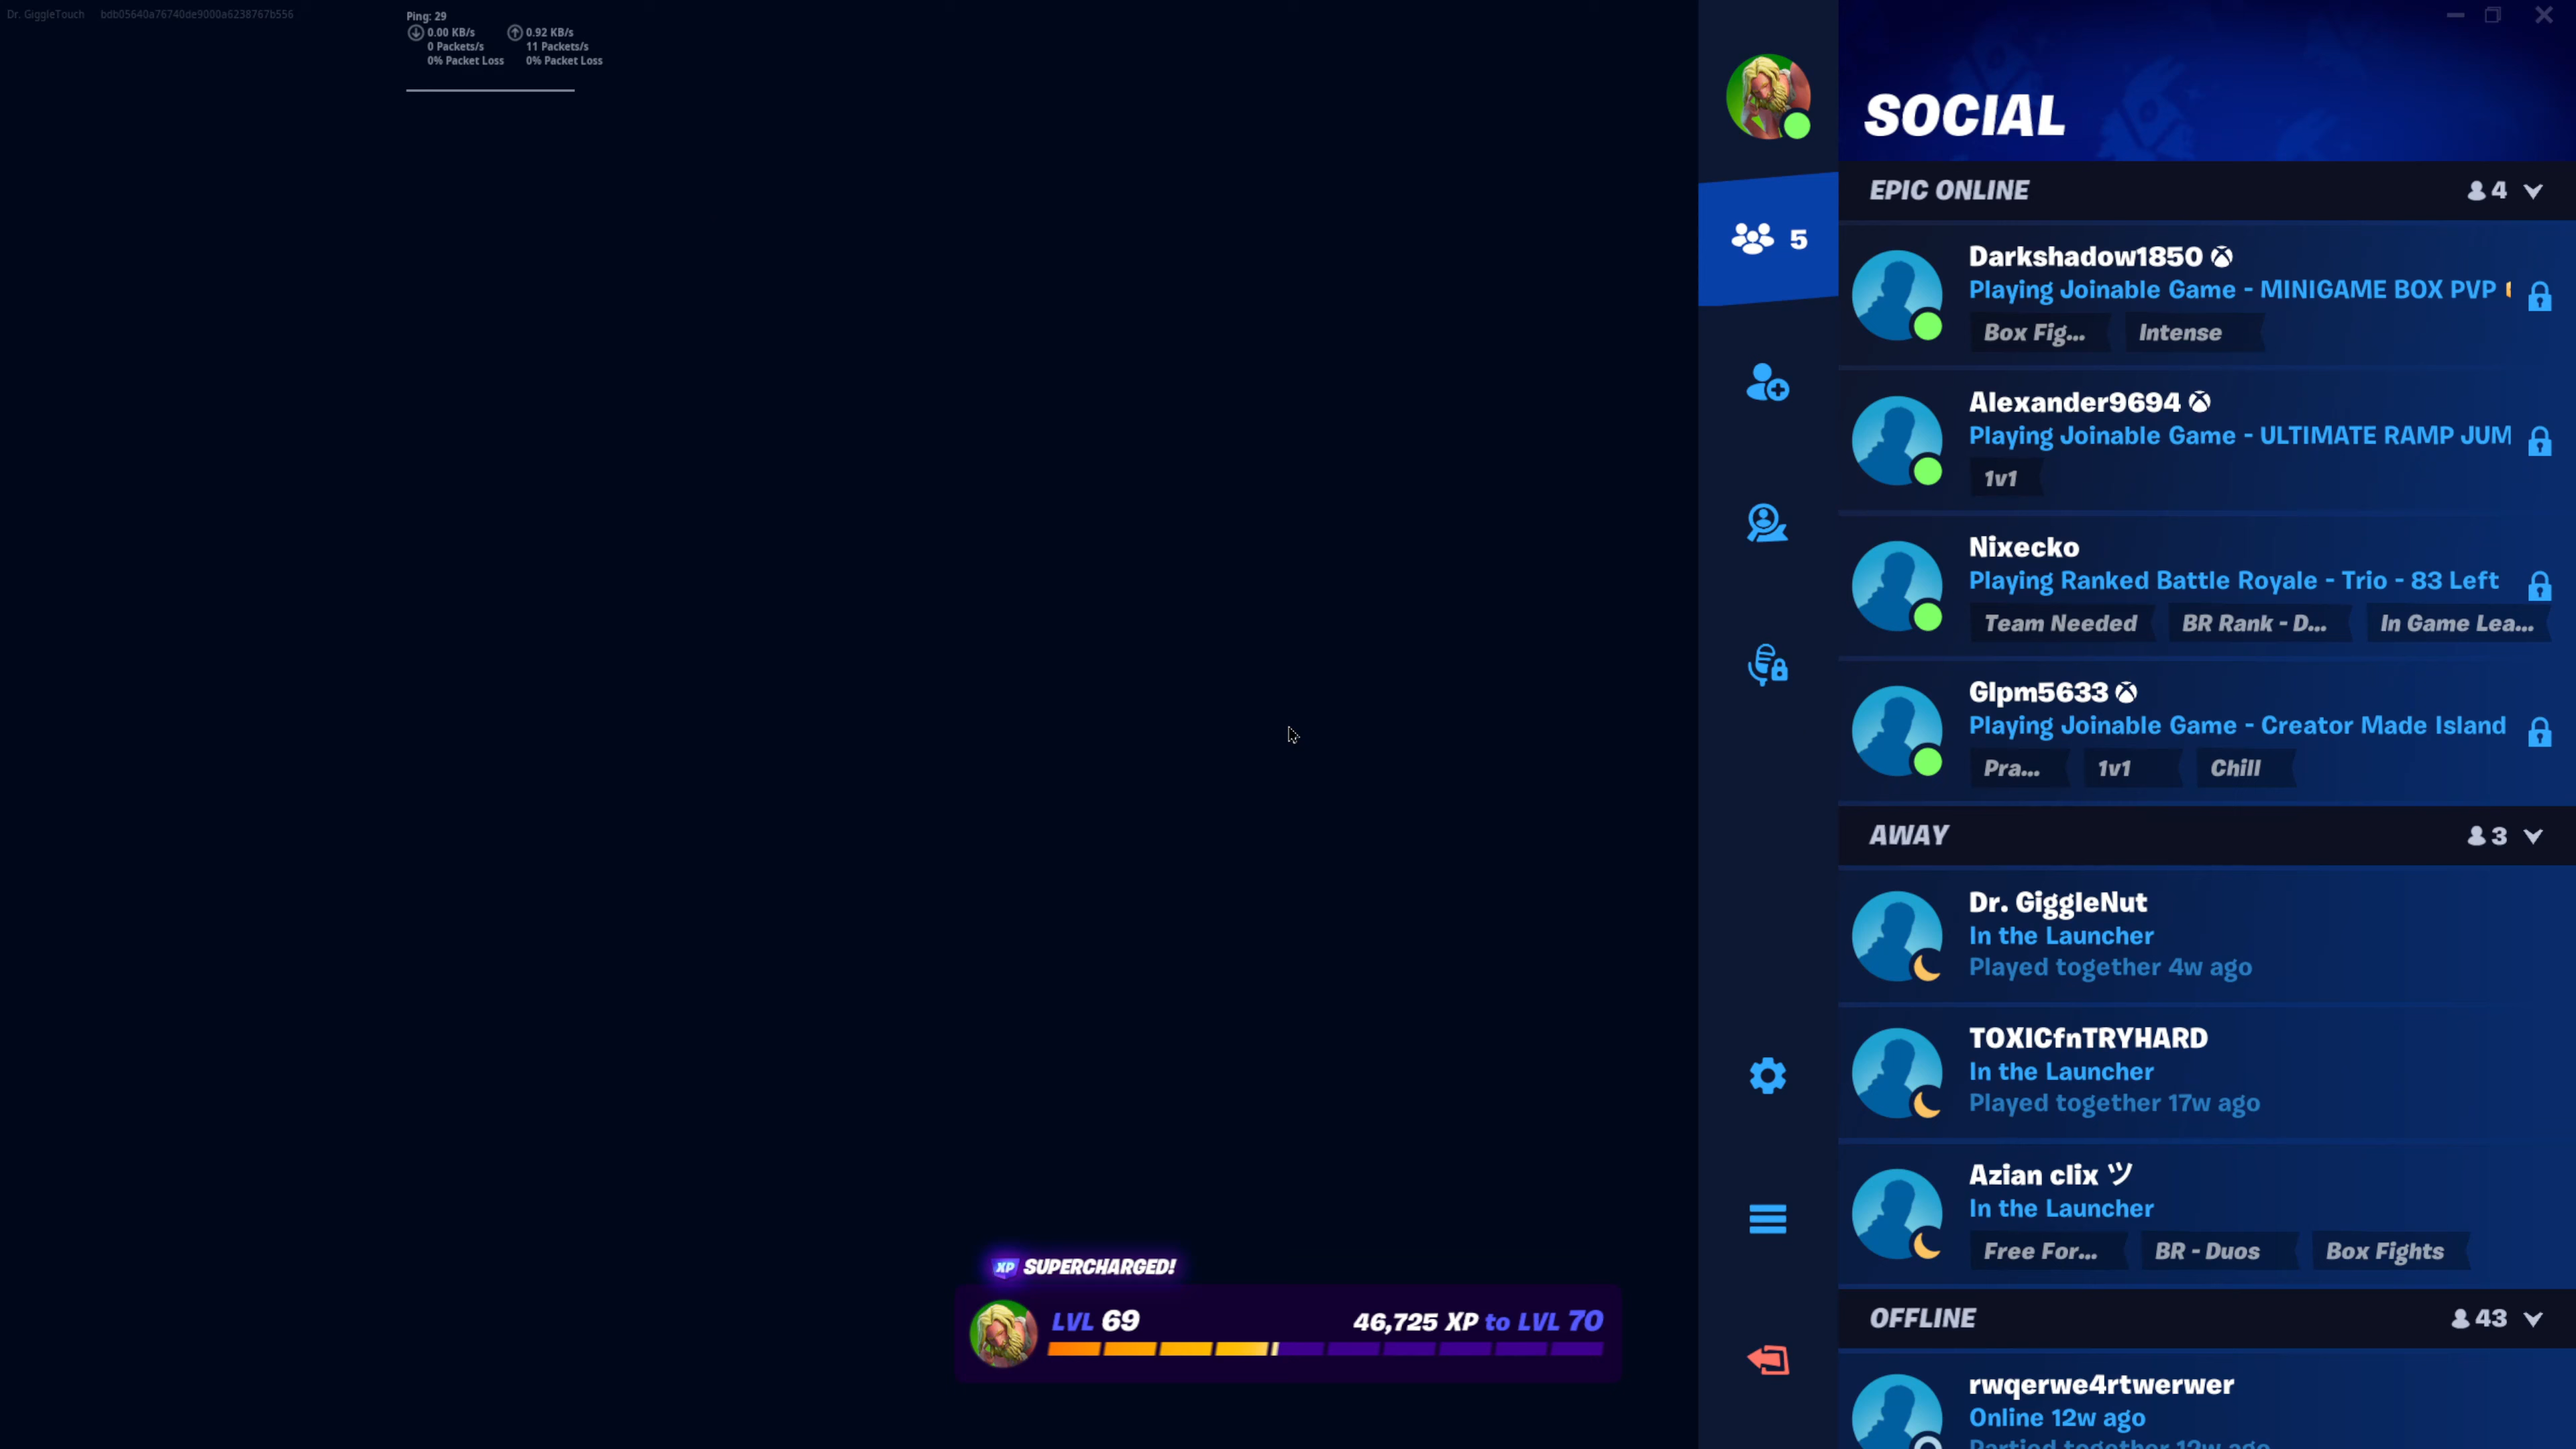 Dr. GiggleTouch bdb05640a76740de9000a6238767b556
Ping: 29
0.00 KB/s 0.92 KB/s
0 Packets/s 11 Packets/s
0% Packet Loss 0% Packet Loss
SOCIAL
EPIC ONLINE 4
5
Darkshadow1850
Playing Joinable Game - MINIGAME BOX PVP
Box Fig... Intense
Alexander9694
Playing Joinable Game - ULTIMATE RAMP JUM
1v1
Nixecko
Playing Ranked Battle Royale - Trio - 83 Left
Team Needed BR Rank - D... In Game Lea...
Glpm5633
Playing Joinable Game - Creator Made Island
Pra... 1v1 Chill
AWAY 3
Dr. GiggleNut
In the Launcher
Played together 4w ago
TOXICfnTRYHARD
In the Launcher
Played together 17w ago
Azian clix ツ
In the Launcher
Free For... BR - Duos Box Fights
OFFLINE 43
rwqerwe4rtwerwer
Online 12w ago
Partied together 12w ago
XP SUPERCHARGED!
LVL 69 46,725 XP to LVL 70